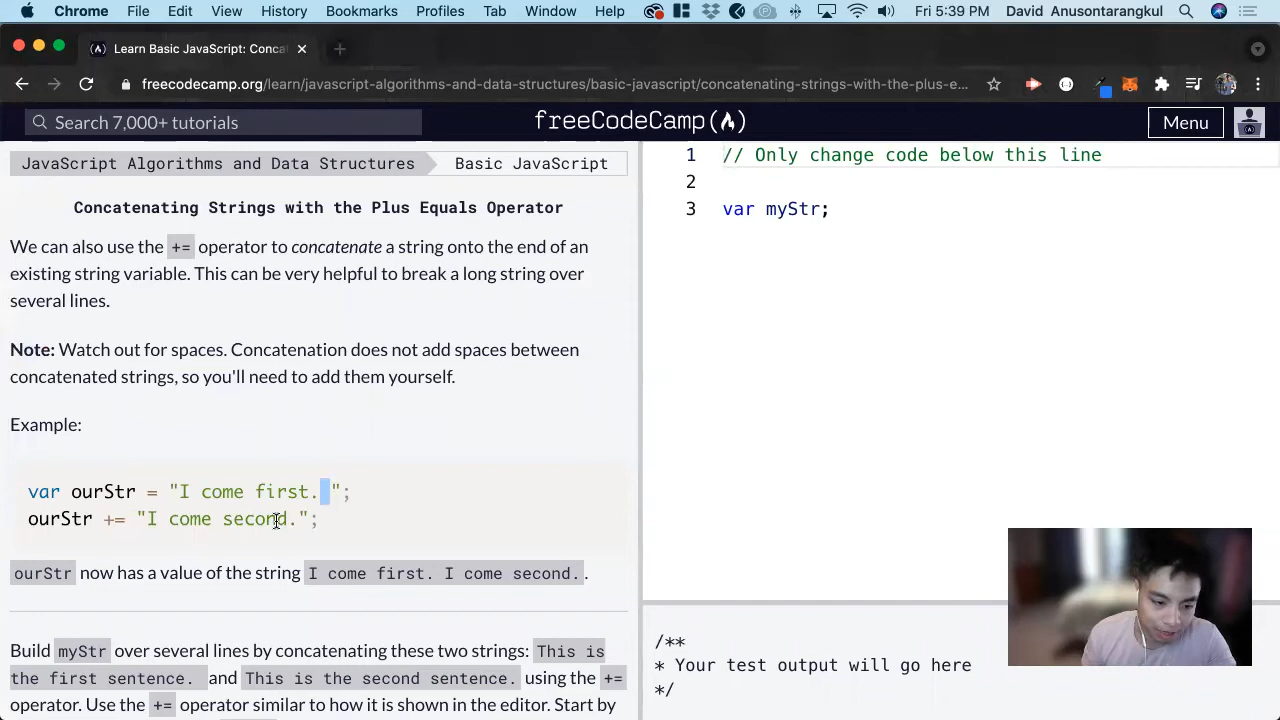 Chrome File Edit View History Bookmarks Profiles Tab Window Help Fri 5:39 PM David Anusontarangkul
Learn Basic JavaScript: Conca
freecodecamp.org/learn/javascript-algorithms-and-data-structures/basic-javascript/concatenating-strings-with-the-plus-e...
Search 7,000+ tutorials
freeCodeCamp
Menu
JavaScript Algorithms and Data Structures Basic JavaScript
Concatenating Strings with the Plus Equals Operator
We can also use the += operator to concatenate a string onto the end of an
existing string variable. This can be very helpful to break a long string over
several lines.
Note: Watch out for spaces. Concatenation does not add spaces between
concatenated strings, so you'll need to add them yourself.
Example:
var ourStr = "I come first. ";
ourStr += "I come second.";
ourStr now has a value of the string I come first. I come second..
Build myStr over several lines by concatenating these two strings: This is
the first sentence. and This is the second sentence. using the +=
operator. Use the += operator similar to how it is shown in the editor. Start by
1 // Only change code below this line
2
3 var myStr;
/**
* Your test output will go here
*/